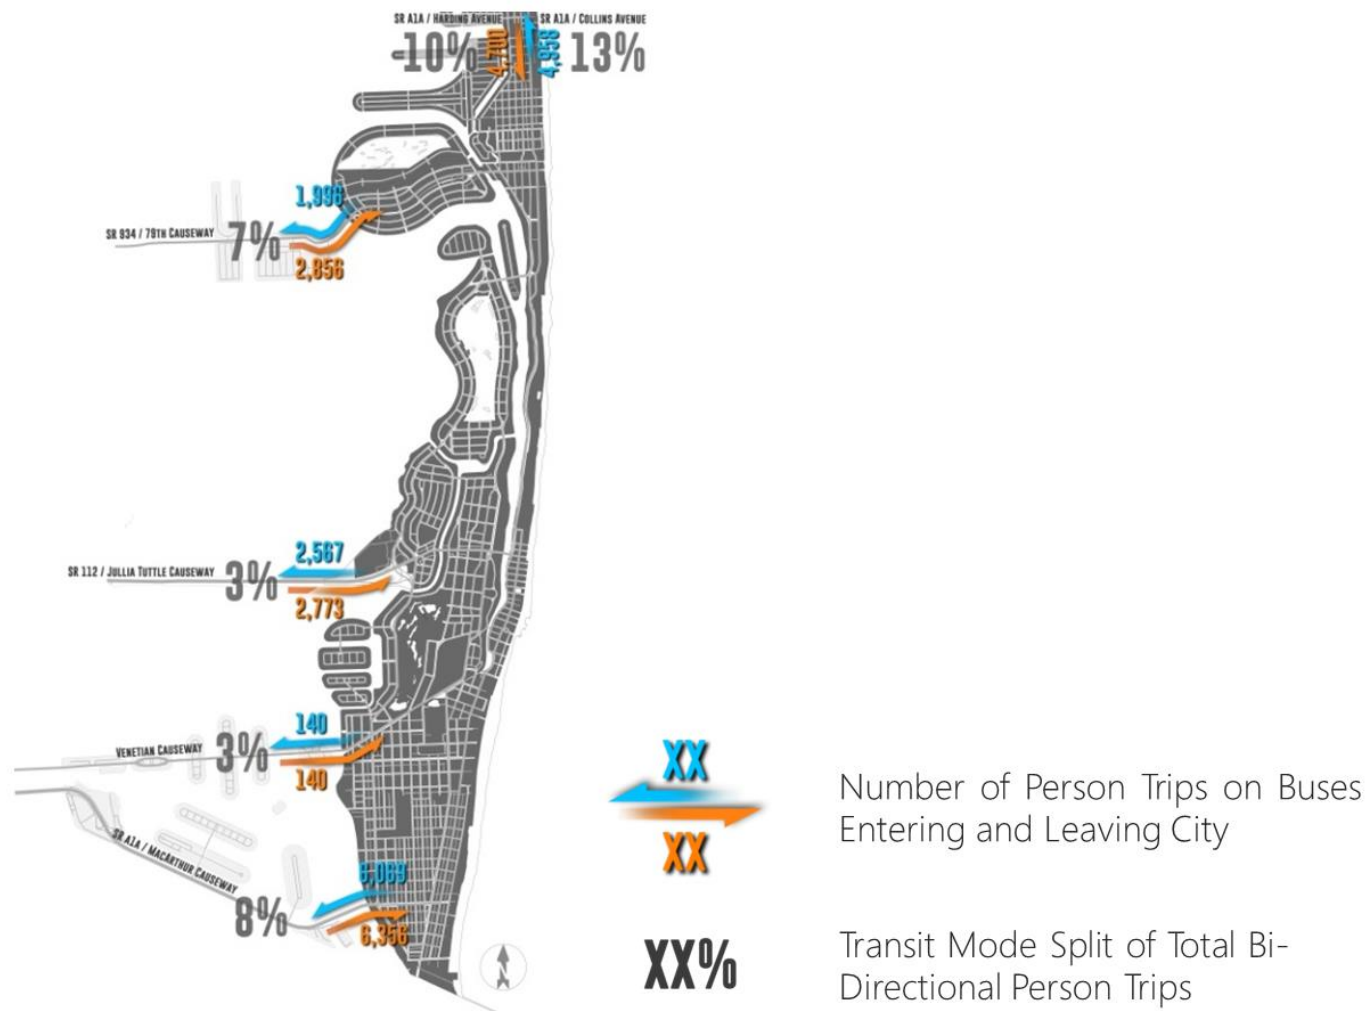 SR A1A / HARDING AVENUE
SR A1A / COLLINS AVENUE
10%
4,700
4,958
13%
1,996
SR 934 / 79TH CAUSEWAY
7%
2,856
2,567
SR 112 / JULLIA TUTTLE CAUSEWAY
3%
2,773
140
VENETIAN CAUSEWAY
3%
140
XX
Number of Person Trips on Buses
Entering and Leaving City
XX
SR A1A / MACARTHUR CAUSEWAY
6,069
8%
6,356
N
XX%
Transit Mode Split of Total Bi-
Directional Person Trips